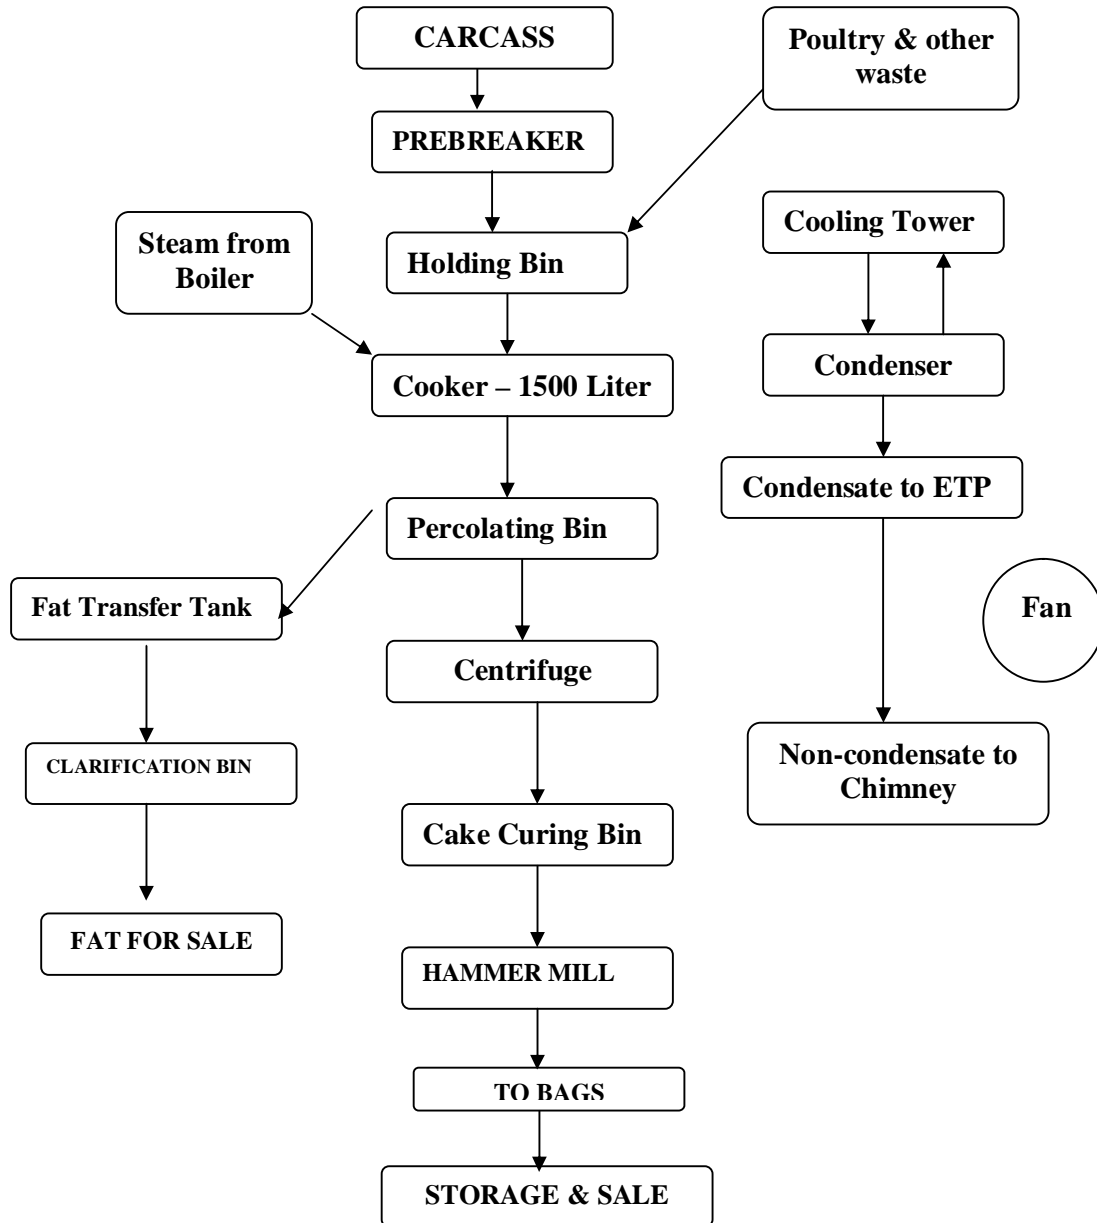 CARCASS
Poultry & other
waste
PREBREAKER
Cooling Tower
Steam from
Boiler
Holding Bin
Condenser
Cooker – 1500 Liter
Condensate to ETP
Percolating Bin
Fat Transfer Tank
Fan
Centrifuge
CLARIFICATION BIN
Non-condensate to
Chimney
Cake Curing Bin
FAT FOR SALE
HAMMER MILL
TO BAGS
STORAGE & SALE